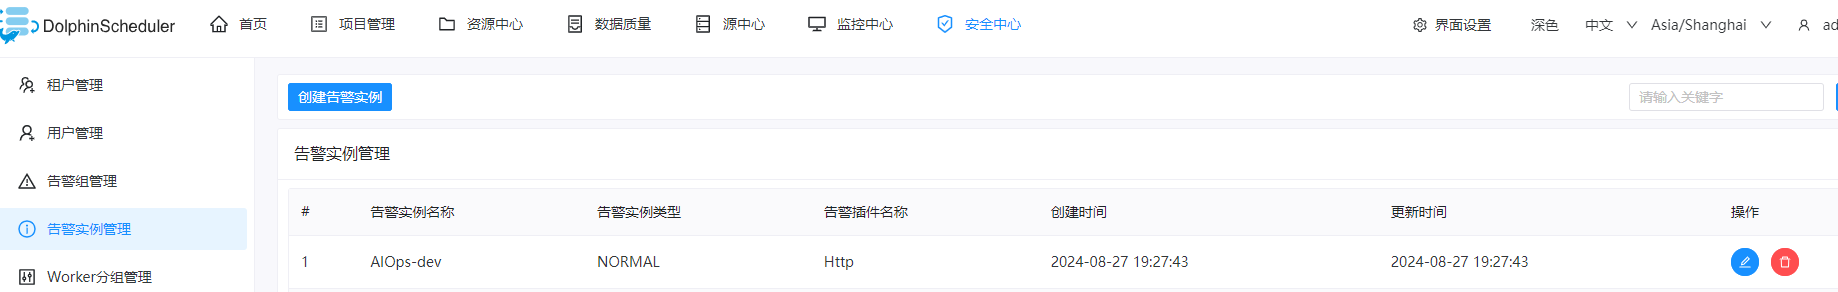 DolphinScheduler 首页 项目管理 资源中心 数据质量 源中心 监控中心 安全中心 界面设置 深色 中文 Asia/Shanghai ad
租户管理
创建告警实例 请输入关键字
用户管理
告警实例管理
告警组管理
# 告警实例名称 告警实例类型 告警插件名称 创建时间 更新时间 操作
告警实例管理
1 AIOps-dev NORMAL Http 2024-08-27 19:27:43 2024-08-27 19:27:43
Worker分组管理